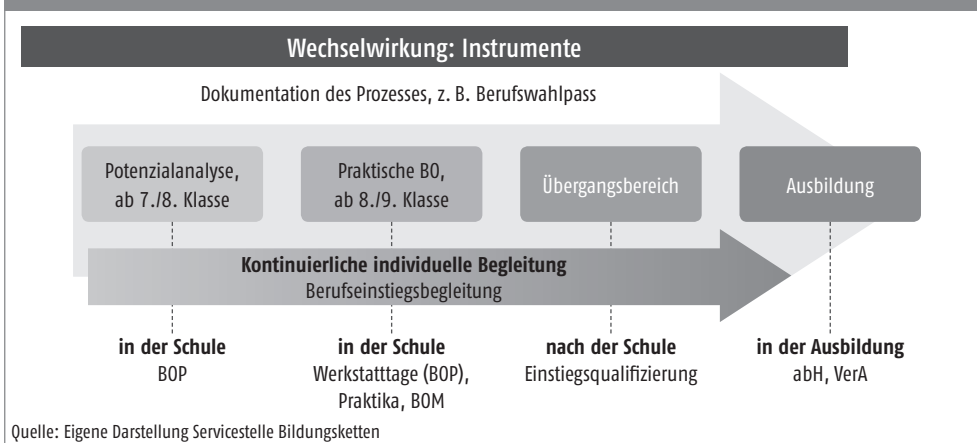 Wechselwirkung: Instrumente
Dokumentation des Prozesses, z. B. Berufswahlpass
Potenzialanalyse,
ab 7./8. Klasse
Praktische BO,
ab 8./9. Klasse
Übergangsbereich
Ausbildung
Kontinuierliche individuelle Begleitung
Berufseinstiegsbegleitung
in der Schule
BOP
in der Schule
Werkstatttage (BOP),
Praktika, BOM
nach der Schule
Einstiegsqualifizierung
in der Ausbildung
abH, VerA
Quelle: Eigene Darstellung Servicestelle Bildungsketten